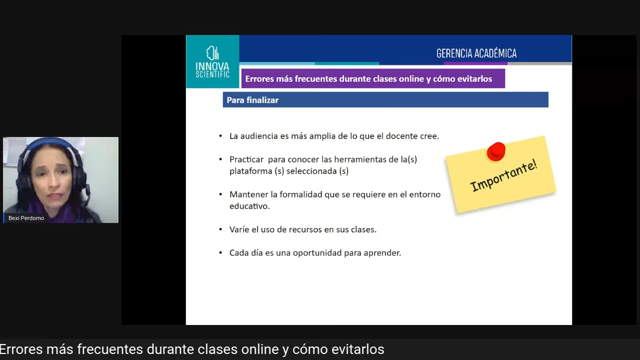 INNOVA
SCIENTIFIC
GERENCIA ACADÉMICA
Errores más frecuentes durante clases online y cómo evitarlos
Para finalizar
• La audiencia es más amplia de lo que el docente cree.
• Practicar para conocer las herramientas de la(s)
plataforma (s) seleccionada (s)
• Mantener la formalidad que se requiere en el entorno
educativo.
• Varíe el uso de recursos en sus clases.
• Cada día es una oportunidad para aprender.
Importante!
Bexi Perdomo
Errores más frecuentes durante clases online y cómo evitarlos